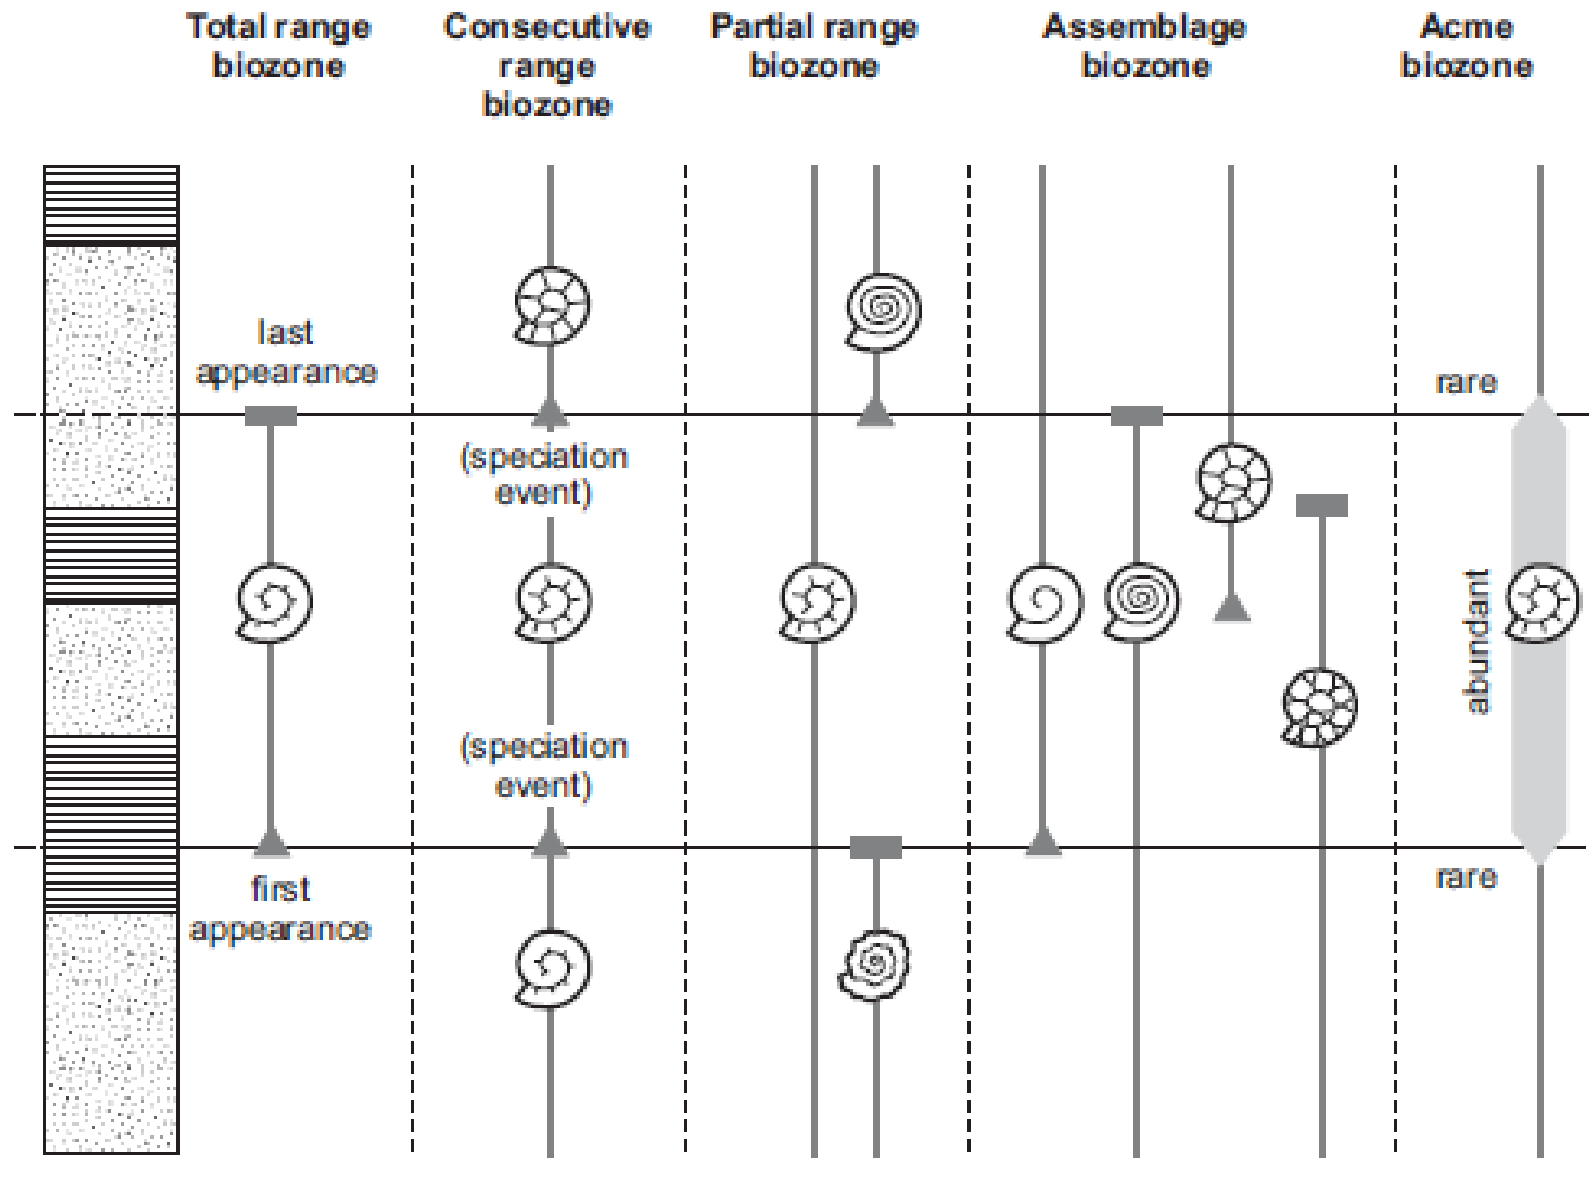 Total range
biozone
Consecutive
range
biozone
Partial range
biozone
Assemblage
biozone
Acme
biozone
last
appearance
(speciation
event)
(speciation
event)
first
appearance
rare
abundant
rare